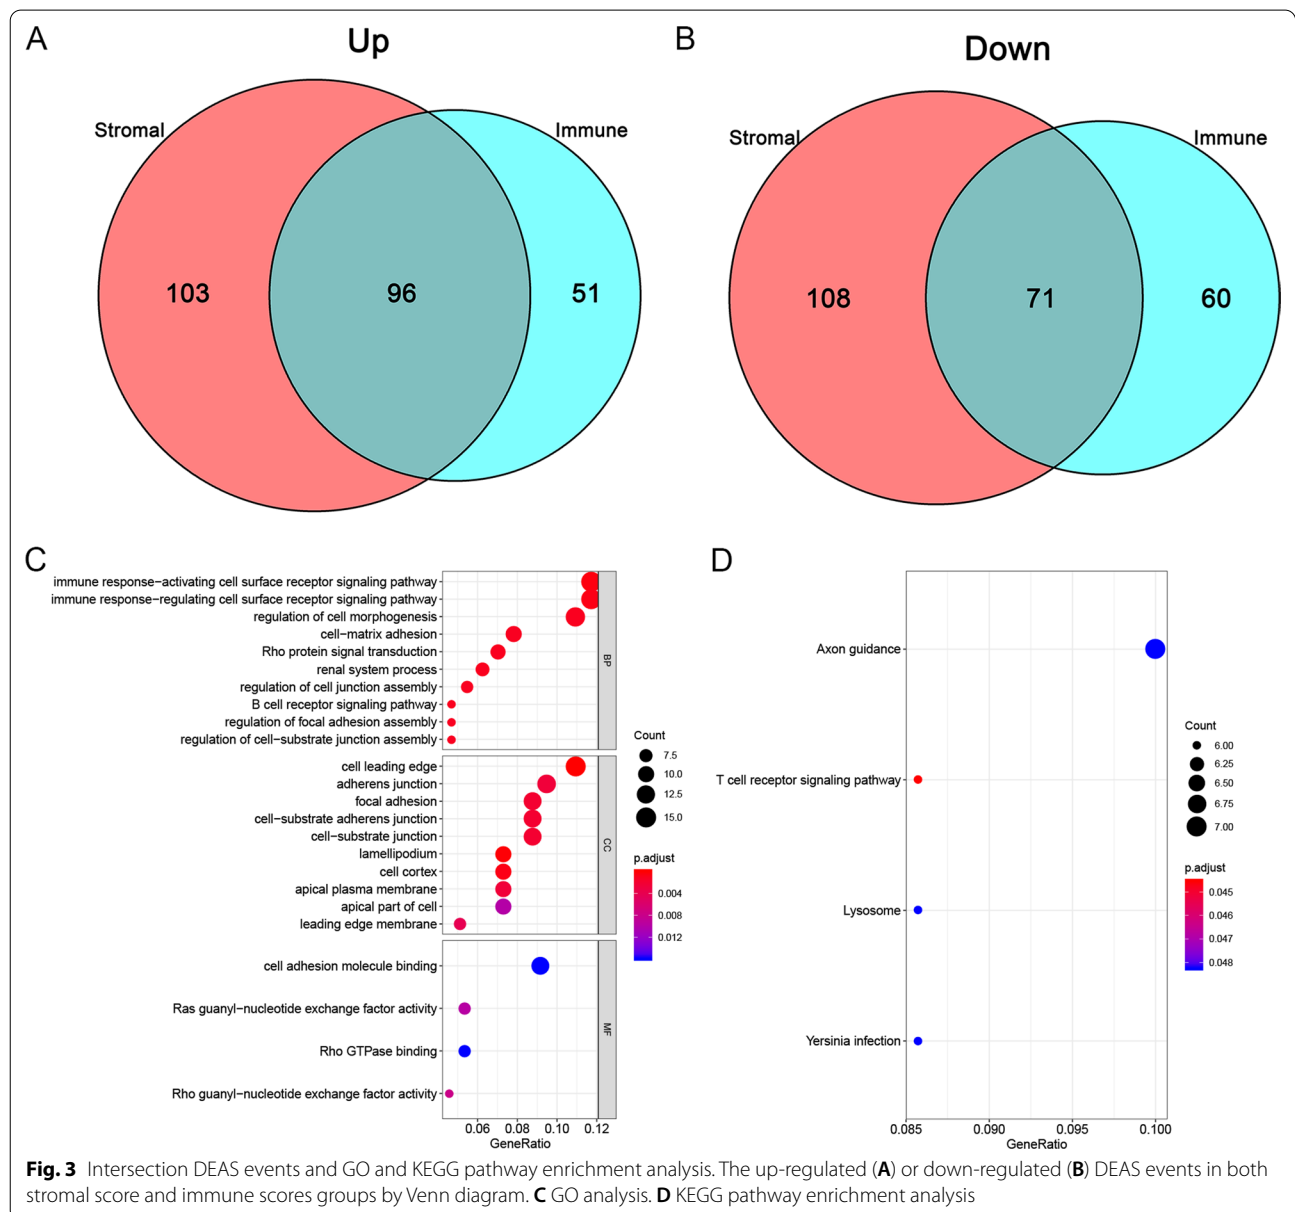 A
Up
Stromal
Immune
103
96
51
B
Down
Stromal
Immune
108
71
60
C
immune response−activating cell surface receptor signaling pathway
immune response−regulating cell surface receptor signaling pathway
regulation of cell morphogenesis
cell−matrix adhesion
Rho protein signal transduction
renal system process
regulation of cell junction assembly
B cell receptor signaling pathway
regulation of focal adhesion assembly
regulation of cell−substrate junction assembly
BP
cell leading edge
adherens junction
focal adhesion
cell−substrate adherens junction
cell−substrate junction
lamellipodium
cell cortex
apical plasma membrane
apical part of cell
leading edge membrane
CC
cell adhesion molecule binding
Ras guanyl−nucleotide exchange factor activity
Rho GTPase binding
Rho guanyl−nucleotide exchange factor activity
MF
0.06 0.08 0.10 0.12
GeneRatio
Count
7.5
10.0
12.5
15.0
p.adjust
0.004
0.008
0.012
D
Axon guidance
T cell receptor signaling pathway
Lysosome
Yersinia infection
0.085 0.090 0.095 0.100
GeneRatio
Count
6.00
6.25
6.50
6.75
7.00
p.adjust
0.045
0.046
0.047
0.048
Fig. 3 Intersection DEAS events and GO and KEGG pathway enrichment analysis. The up-regulated (A) or down-regulated (B) DEAS events in both
stromal score and immune scores groups by Venn diagram. C GO analysis. D KEGG pathway enrichment analysis